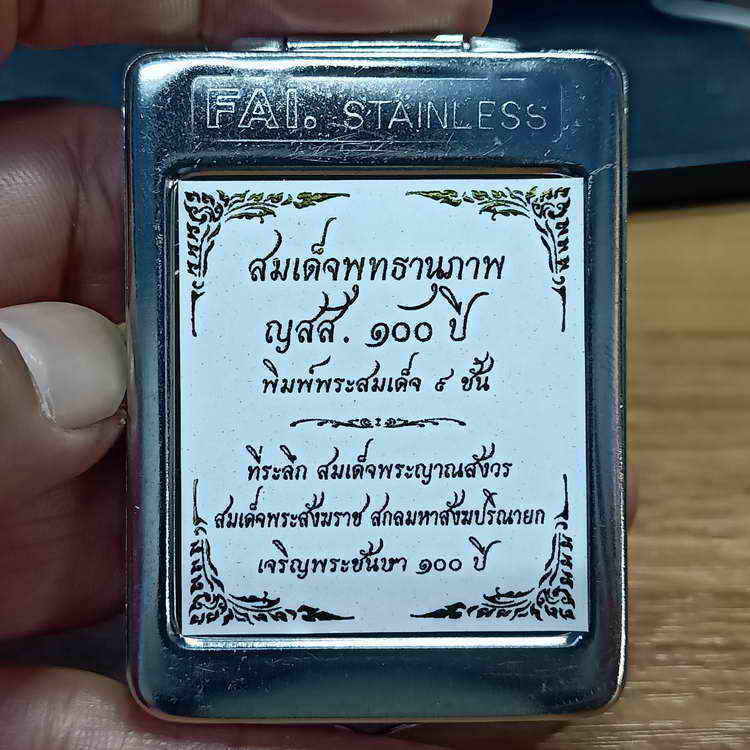 FAI. STAINLESS
สมเด็จพุทธานุภาพ
ญสส. ๑๐๐ ปี
พิมพ์พระสมเด็จ ๙ ชั้น
ที่ระลึก สมเด็จพระญาณสังวร
สมเด็จพระสังฆราช สกลมหาสังฆปริณายก
เจริญพระชันษา ๑๐๐ ปี